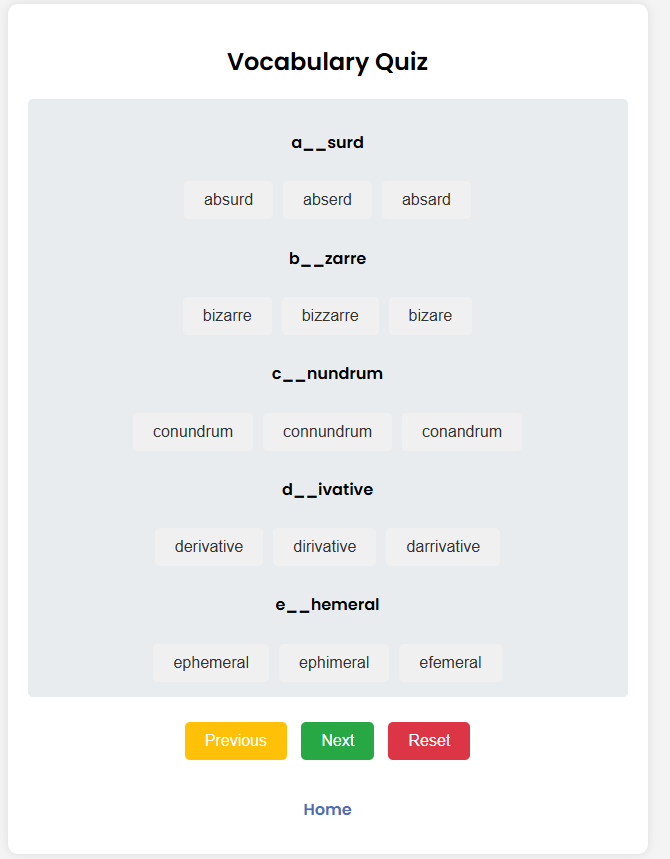 Vocabulary Quiz
a__surd
absurd abserd absard
b__zarre
bizarre bizzarre bizare
c__nundrum
conundrum connundrum conandrum
d__ivative
derivative dirivative darrivative
e__hemeral
ephemeral ephimeral efemeral
Previous Next Reset
Home